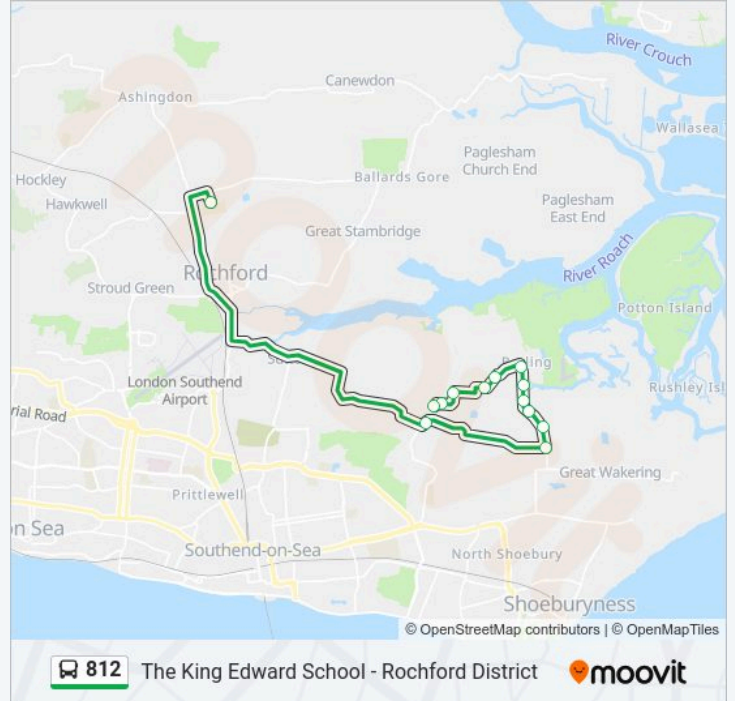 River Crouch
Canewdon
Ashingdon
Wallasea
Paglesham
Church End
Ballards Gore
Hockley
Hawkwell
Paglesham
East End
Great Stambridge
River Roach
Rochford
Stroud Green
Potton Island
London Southend
Airport
Rushley Isl
rial Road
Great Wakering
Prittlewell
n Sea
Southend-on-Sea
North Shoebury
Shoeburyness
© OpenStreetMap contributors | © OpenMapTiles
812 The King Edward School - Rochford District moovit